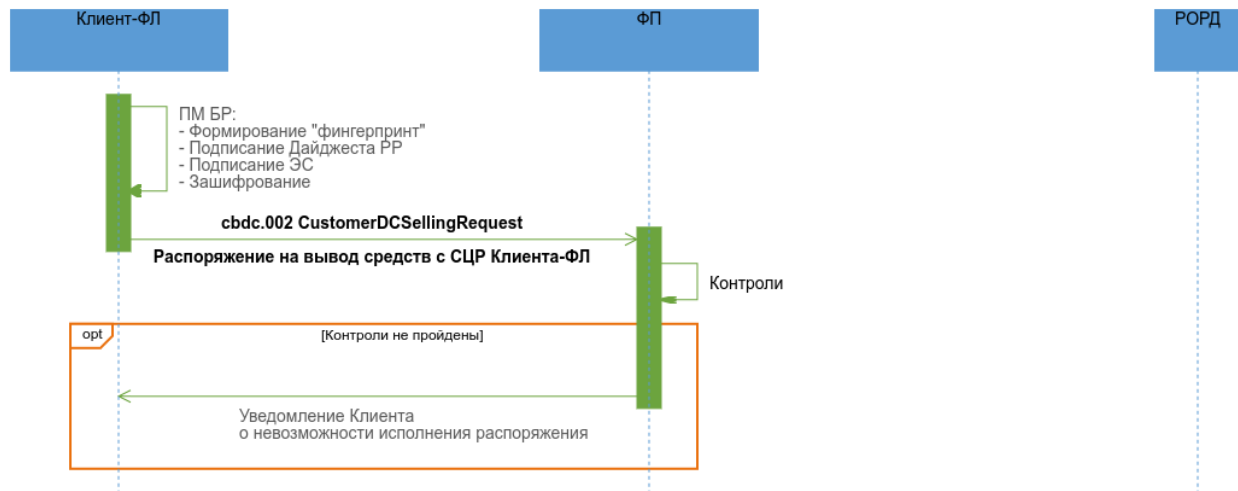 Клиент-ФЛ
ФП
РОРД
ПМ БР:
- Формирование "фингерпринт"
- Подписание Дайджеста РР
- Подписание ЭС
- Зашифрование
cbdc.002 CustomerDCSellingRequest
Распоряжение на вывод средств с СЦР Клиента-ФЛ
Контроли
opt
[Контроли не пройдены]
Уведомление Клиента
о невозможности исполнения распоряжения